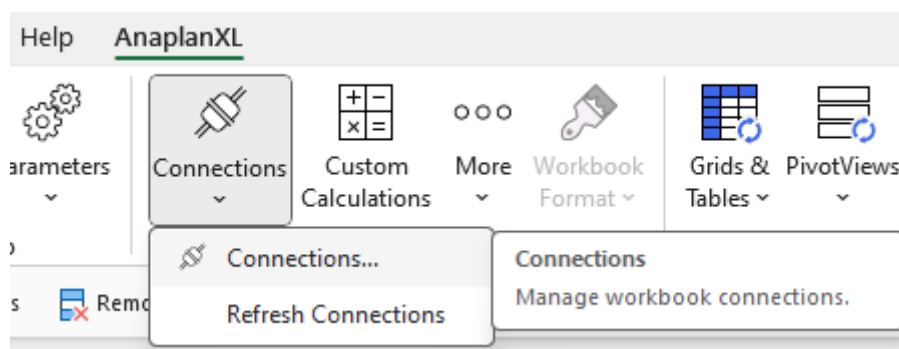 Help AnaplanXL
arameters
Connections
Custom
Calculations
More
Workbook
Format
Grids &
Tables
PivotViews
Connections...
Connections
Manage workbook connections.
s Remo
Refresh Connections